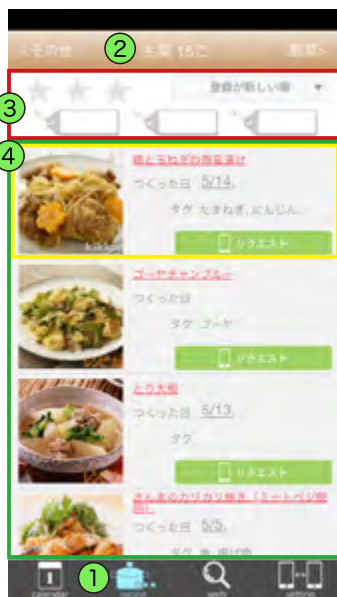 ②
<その他
主菜 16こ
副菜>
③
登録が新しい順 ▼
④
鶏と玉ねぎの南蛮漬け
つくった日 5/14,
タグ たまねぎ,にんじん,
リクエスト
ゴーヤチャンプルー
つくった日
タグ ゴーヤ
リクエスト
とり大根
つくった日 5/13,
タグ
リクエスト
さんまのカリカリ焼き（ミートペジ
つくった日 5/5,
①
1
calendar
recipe
web
setting